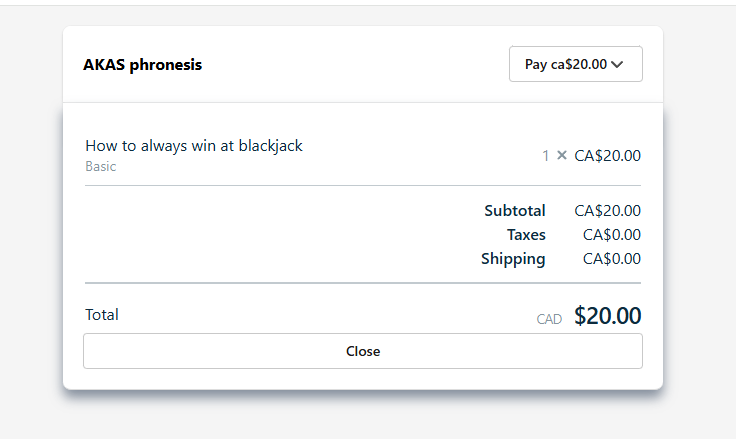 AKAS phronesis
Pay ca$20.00
How to always win at blackjack
1 × CA$20.00
Basic
Subtotal CA$20.00
Taxes CA$0.00
Shipping CA$0.00
Total CAD $20.00
Close